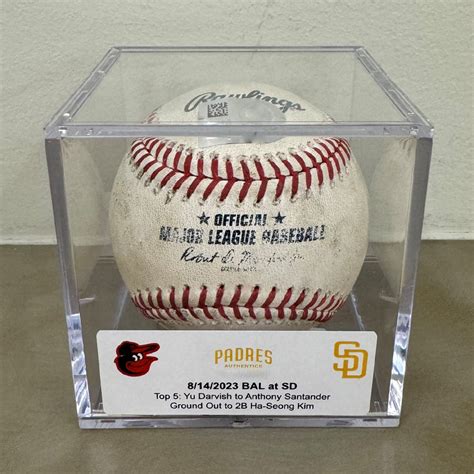 Rawlings
OFFICIAL
MAJOR LEAGUE BASEBALL
PADRES
AUTHENTICS
SD
8/14/2023 BAL at SD
Top 5: Yu Darvish to Anthony Santander
Ground Out to 2B Ha-Seong Kim